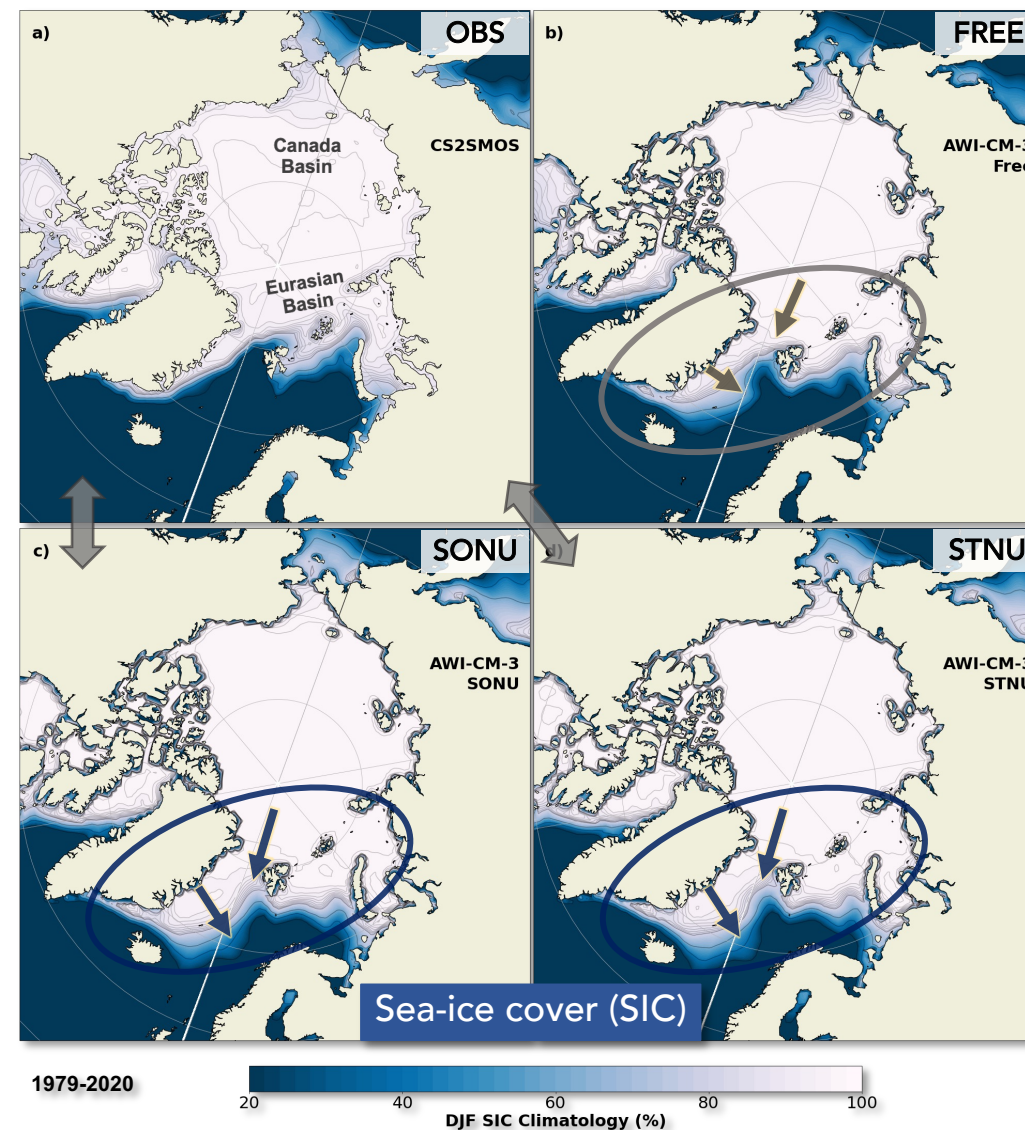 a)
OBS
CS2SMOS
Canada
Basin
Eurasian
Basin
b)
FREE
AWI-CM-3
Free
c)
SONU
AWI-CM-3
SONU
d)
STNU
AWI-CM-3
STNU
Sea-ice cover (SIC)
1979-2020
20 40 60 80 100
DJF SIC Climatology (%)